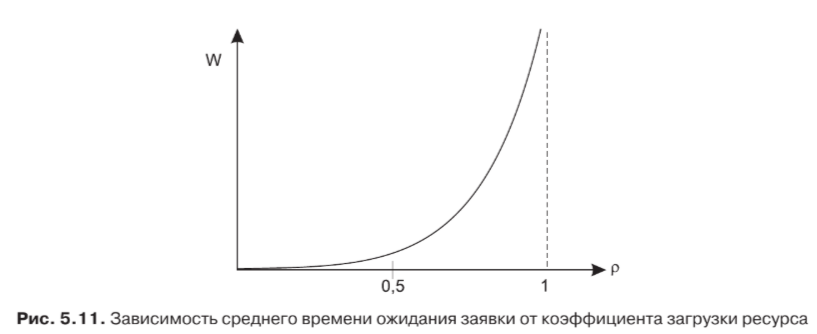 W
ρ
0,5
1
Рис. 5.11. Зависимость среднего времени ожидания заявки от коэффициента загрузки ресурса